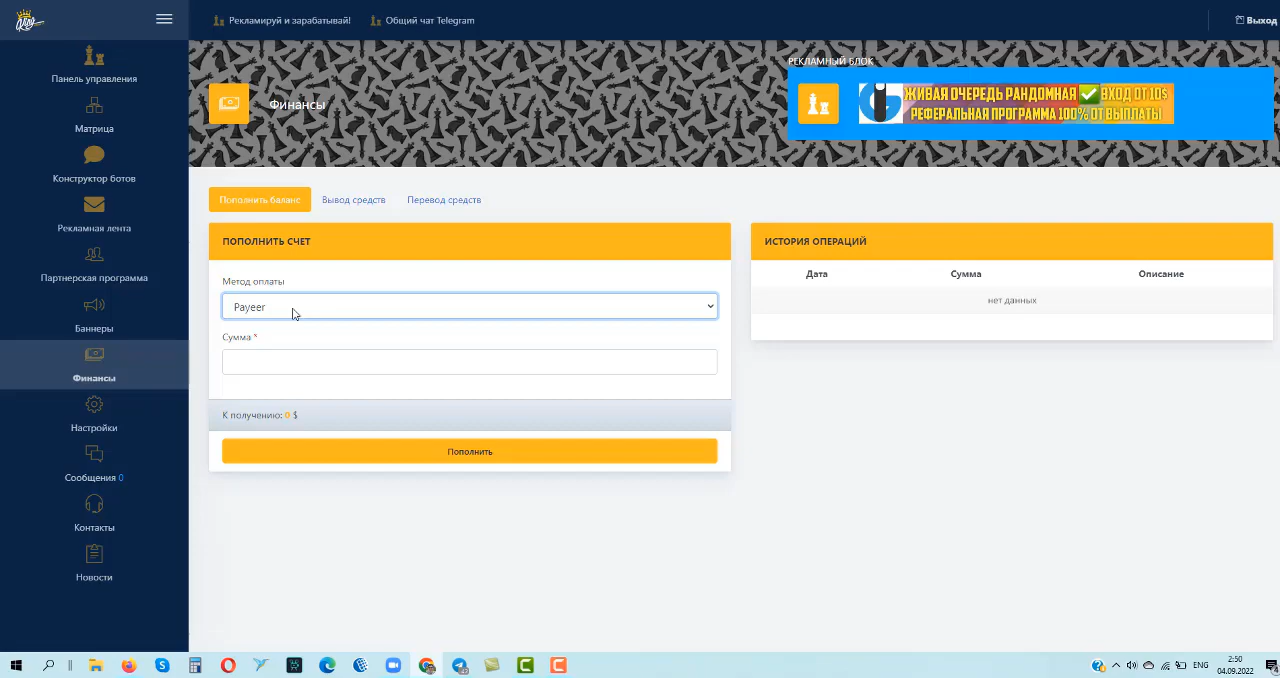 King
Рекламируй и зарабатывай!
Общий чат Telegram
Выход
Панель управления
Матрица
Конструктор ботов
Рекламная лента
Партнерская программа
Баннеры
Финансы
Настройки
Сообщения 0
Контакты
Новости
Финансы
РЕКЛАМНЫЙ БЛОК
ЖИВАЯ ОЧЕРЕДЬ РАНДОМНАЯ ✅ ВХОД ОТ 10$
РЕФЕРАЛЬНАЯ ПРОГРАММА 100% ОТ ВЫПЛАТЫ
Пополнить баланс
Вывод средств
Перевод средств
ПОПОЛНИТЬ СЧЕТ
Метод оплаты
Payeer
Сумма *
К получению: 0 $
Пополнить
ИСТОРИЯ ОПЕРАЦИЙ
Дата Сумма Описание
нет данных
ENG
2:50
04.09.2022